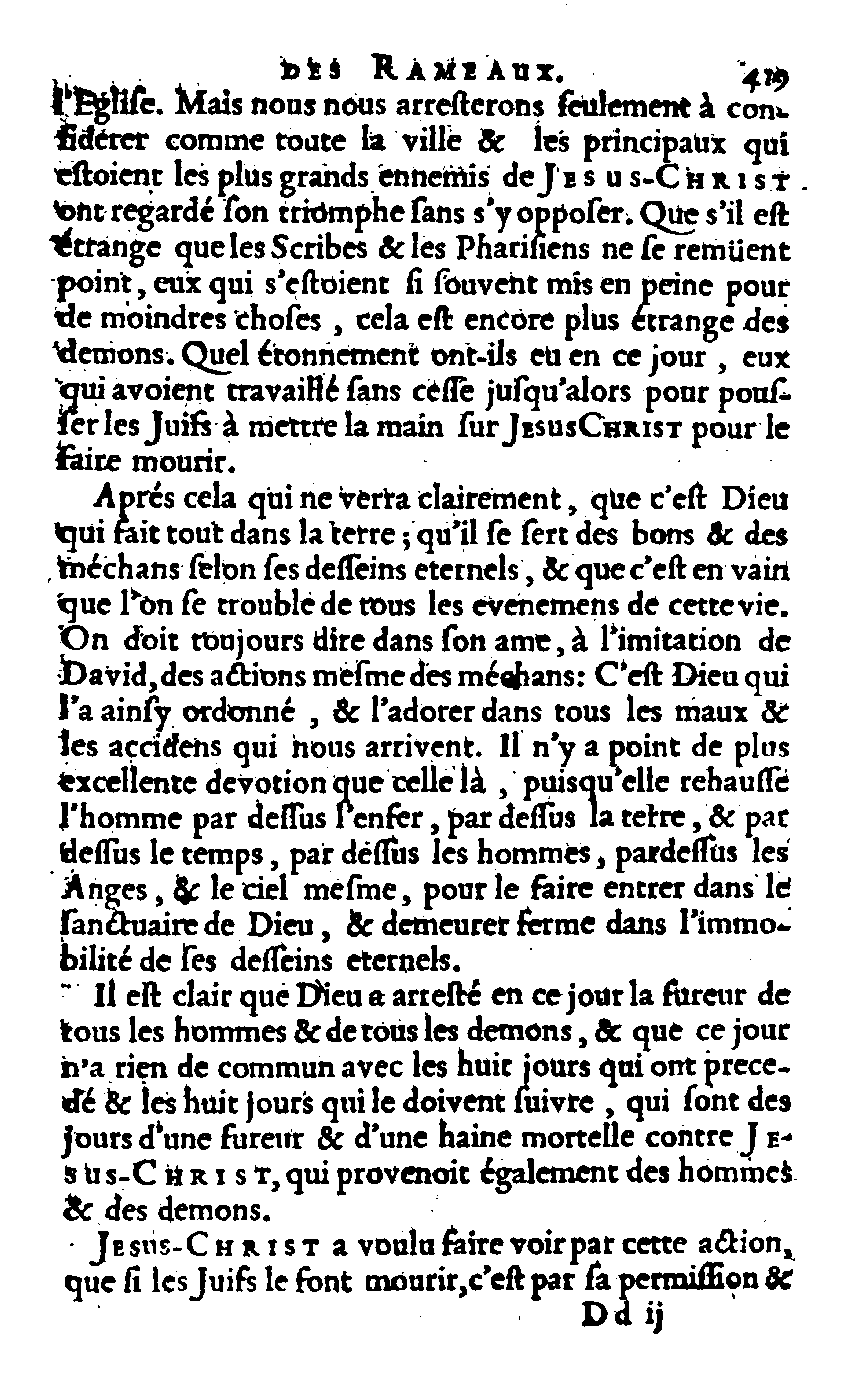 DES RAMEAUX. 419
l'Egliſe. Mais nous nous arreſterons ſeulement à con-
ſiderer comme toute la ville & les principaux qui
eſtoient les plus grands ennemis de JESUS-CHRIST
ont regardé ſon triomphe ſans s'y oppoſer. Que s'il eſt
étrange que les Scribes & les Phariſiens ne ſe remüent
point, eux qui s'eſtoient ſi ſouvent mis en peine pour
de moindres choſes, cela eſt encore plus étrange des
demons. Quel étonnement ont-ils eu en ce jour, eux
qui avoient travaillé ſans ceſſe juſqu'alors pour pouſ-
ſer les Juifs à mettre la main ſur JESUSCHRIST pour le
faire mourir.
Aprés cela qui ne verra clairement, que c'eſt Dieu
qui fait tout dans la terre; qu'il ſe ſert des bons & des
méchans ſelon ſes deſſeins eternels, & que c'eſt en vain
que l'on ſe trouble de tous les evenemens de cette vie.
On doit toujours dire dans ſon ame, à l'imitation de
David, des actions meſme des méchans: C'eſt Dieu qui
l'a ainſy ordonné, & l'adorer dans tous les maux &
les accidens qui nous arrivent. Il n'y a point de plus
excellente devotion que celle là, puisqu'elle rehauſſe
l'homme par deſſus l'enfer, par deſſus la terre, & par
deſſus le temps, par deſſus les hommes, pardeſſus les
Anges, & le ciel meſme, pour le faire entrer dans le
ſanctuaire de Dieu, & demeurer ferme dans l'immo-
bilité de ſes deſſeins eternels.
Il eſt clair que Dieu a arreſté en ce jour la fureur de
tous les hommes & de tous les demons, & que ce jour
n'a rien de commun avec les huit jours qui ont prece-
dé & les huit jours qui le doivent ſuivre, qui ſont des
jours d'une fureur & d'une haine mortelle contre JE-
SUS-CHRIST, qui provenoit également des hommes
& des demons.
JESUS-CHRIST a voulu faire voir par cette action,
que ſi les Juifs le font mourir, c'eſt par ſa permiſſion &
Dd ij